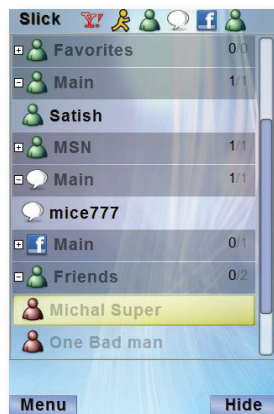 Slick Y!
Favorites 0/0
Main 1/1
Satish
MSN 1/1
Main 1/1
mice777
Main 0/1
Friends 0/2
Michal Super
One Bad man
Menu Hide